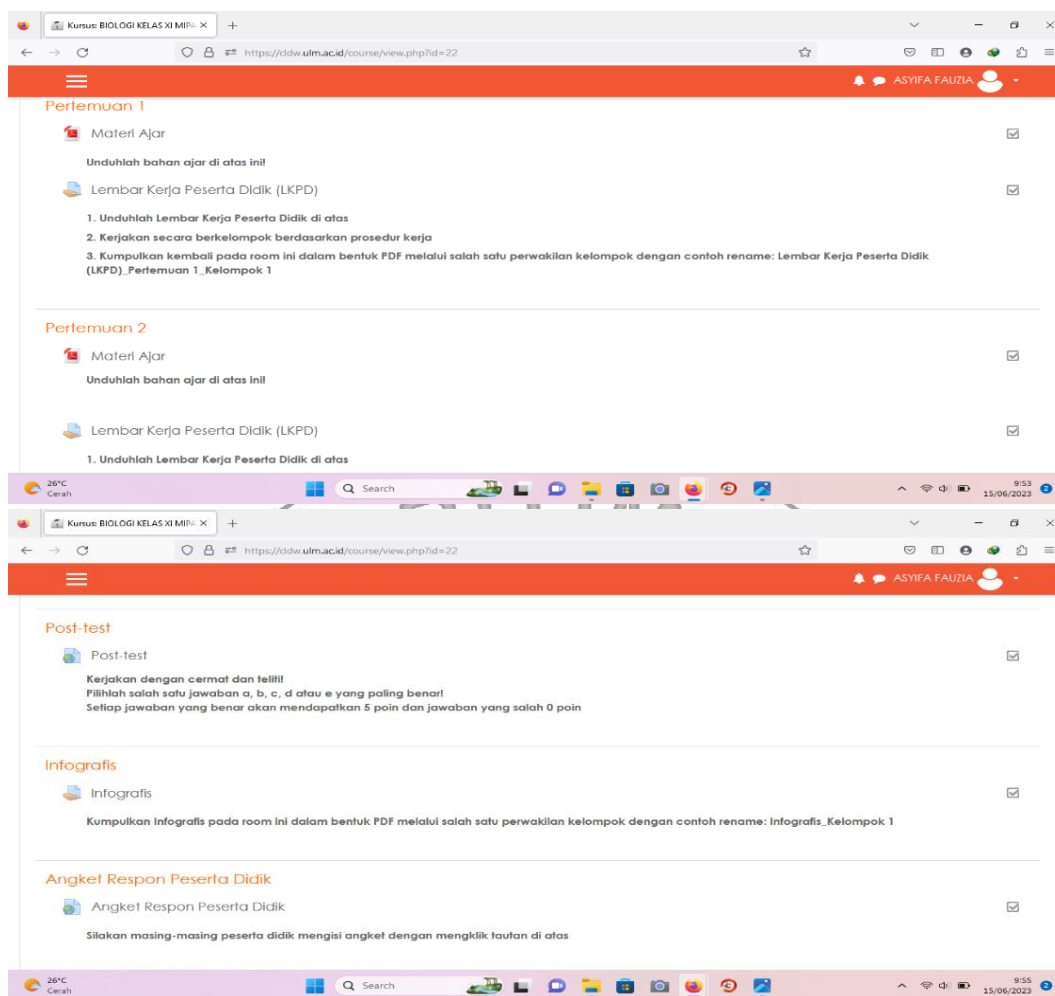 Kursus: BIOLOGI KELAS XI MIPA
https://cldw.ulm.ac.id/course/view.php?id=22
ASYIFA FAUZIA
Pertemuan 1
Materi Ajar
Unduhlah bahan ajar di atas ini!
Lembar Kerja Peserta Didik (LKPD)
1. Unduhlah Lembar Kerja Peserta Didik di atas
2. Kerjakan secara berkelompok berdasarkan prosedur kerja
3. Kumpulkan kembali pada room ini dalam bentuk PDF melalui salah satu perwakilan kelompok dengan contoh rename: Lembar Kerja Peserta Didik
(LKPD)_Pertemuan 1_Kelompok 1
Pertemuan 2
Materi Ajar
Unduhlah bahan ajar di atas ini!
Lembar Kerja Peserta Didik (LKPD)
1. Unduhlah Lembar Kerja Peserta Didik di atas
26°C
Cerah
Search
9:53
15/06/2023
2
Kursus: BIOLOGI KELAS XI MIPA
https://cldw.ulm.ac.id/course/view.php?id=22
ASYIFA FAUZIA
Post-test
Post-test
Kerjakan dengan cermat dan teliti!
Pilihlah salah satu jawaban a, b, c, d atau e yang paling benar!
Setiap jawaban yang benar akan mendapatkan 5 poin dan jawaban yang salah 0 poin
Infografis
Infografis
Kumpulkan Infografis pada room ini dalam bentuk PDF melalui salah satu perwakilan kelompok dengan contoh rename: Infografis_Kelompok 1
Angket Respon Peserta Didik
Angket Respon Peserta Didik
Silakan masing-masing peserta didik mengisi angket dengan mengklik tautan di atas
26°C
Cerah
Search
9:55
15/06/2023
2